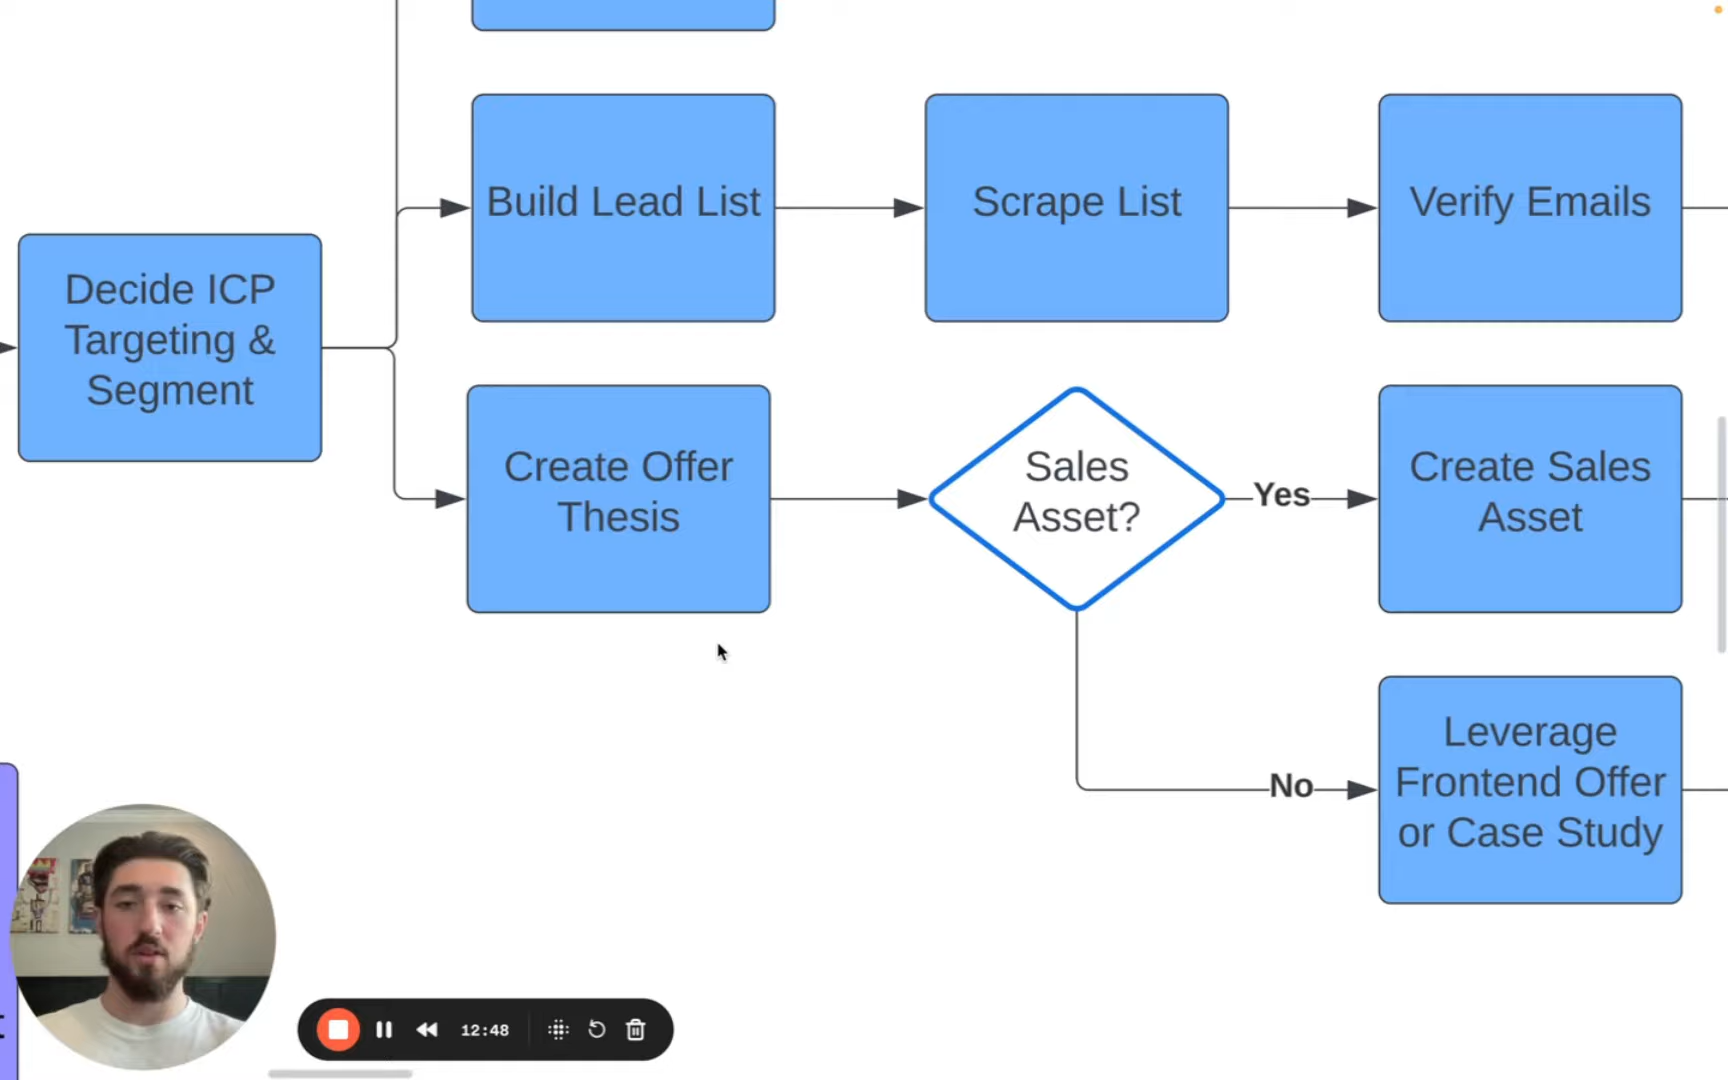 Build Lead List
Scrape List
Verify Emails
Decide ICP
Targeting &
Segment
Create Offer
Thesis
Sales
Asset?
Yes
Create Sales
Asset
No
Leverage
Frontend Offer
or Case Study
12:48